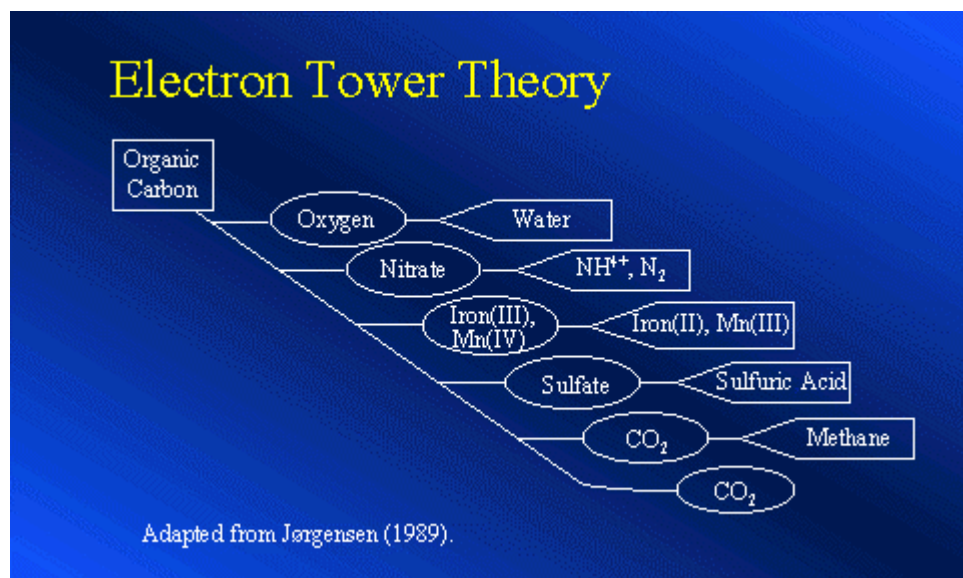 Electron Tower Theory
Organic
Carbon
Oxygen
Water
Nitrate
NH⁴⁺, N₂
Iron(III),
Mn(IV)
Iron(II), Mn(III)
Sulfate
Sulfuric Acid
CO₂
Methane
CO₂
Adapted from Jørgensen (1989).